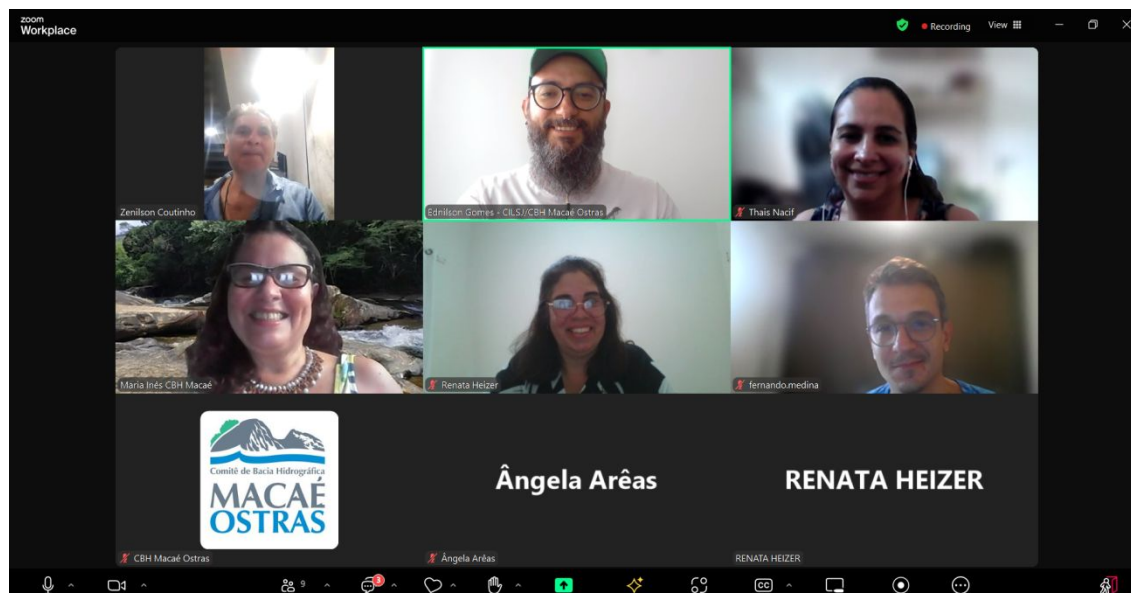 zoom
Workplace
Recording
View
Zenilson Coutinho
Ednilson Gomes - CILSJ/CBH Macaé Ostras
Thais Nacif
Maria Inês CBH Macaé
Renata Heizer
fernando.medina
Comitê de Bacia Hidrográfica
MACAÉ
OSTRAS
CBH Macaé Ostras
Ângela Arêas
Ângela Arêas
RENATA HEIZER
RENATA HEIZER
9
3
CC